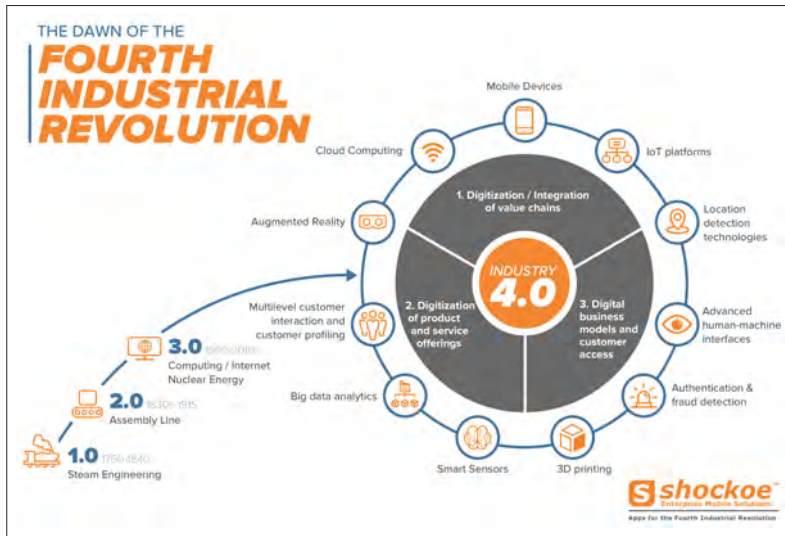 THE DAWN OF THE
FOURTH
INDUSTRIAL
REVOLUTION
Mobile Devices
Cloud Computing
IoT platforms
1. Digitization / Integration
of value chains
Augmented Reality
Location
detection
technologies
INDUSTRY
4.0
2. Digitization
of product
and service
offerings
3. Digital
business
models and
customer
access
Multilevel customer
interaction and
customer profiling
Advanced
human-machine
interfaces
3.0
Computing / Internet
Nuclear Energy
Big data analytics
Authentication &
fraud detection
2.0
Assembly Line
Smart Sensors
3D printing
1.0
Steam Engineering
S shockoe™
Enterprise Mobile Solutions
Apps for the Fourth Industrial Revolution